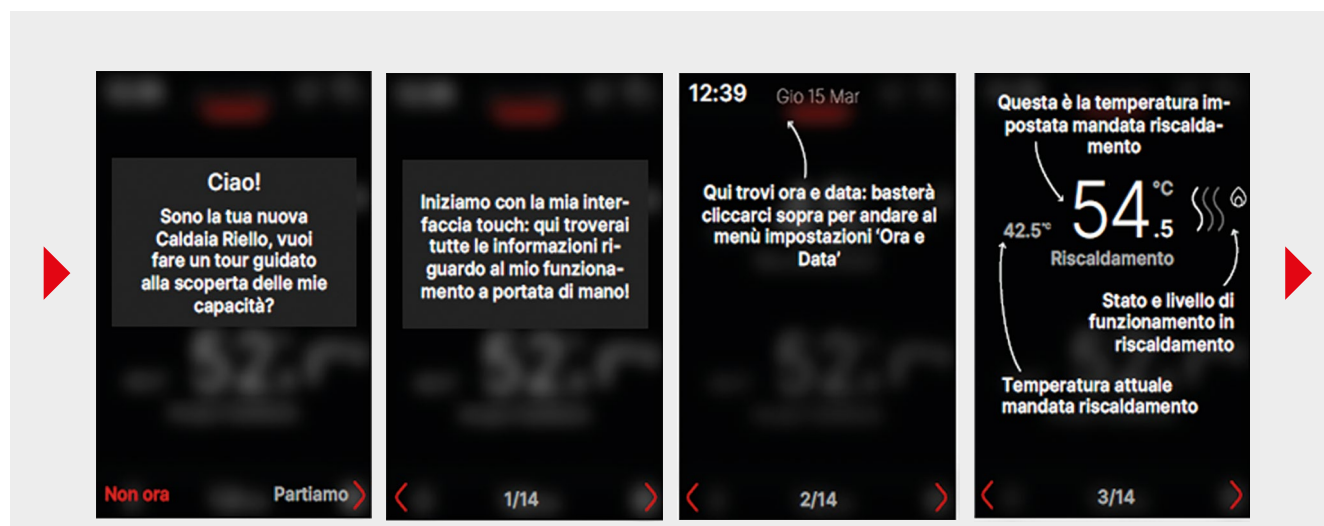 Ciao!
Sono la tua nuova
Caldaia Riello, vuoi
fare un tour guidato
alla scoperta delle mie
capacità?
Non ora
Partiamo
Iniziamo con la mia inter-
faccia touch: qui troverai
tutte le informazioni ri-
guardo al mio funziona-
mento a portata di mano!
1/14
12:39 Gio 15 Mar
Qui trovi ora e data: basterà
cliccarci sopra per andare al
menù impostazioni ‘Ora e
Data’
2/14
Questa è la temperatura im-
postata mandata riscalda-
mento
42.5°C 54.5 °C
Riscaldamento
Stato e livello di
funzionamento in
riscaldamento
Temperatura attuale
mandata riscaldamento
3/14